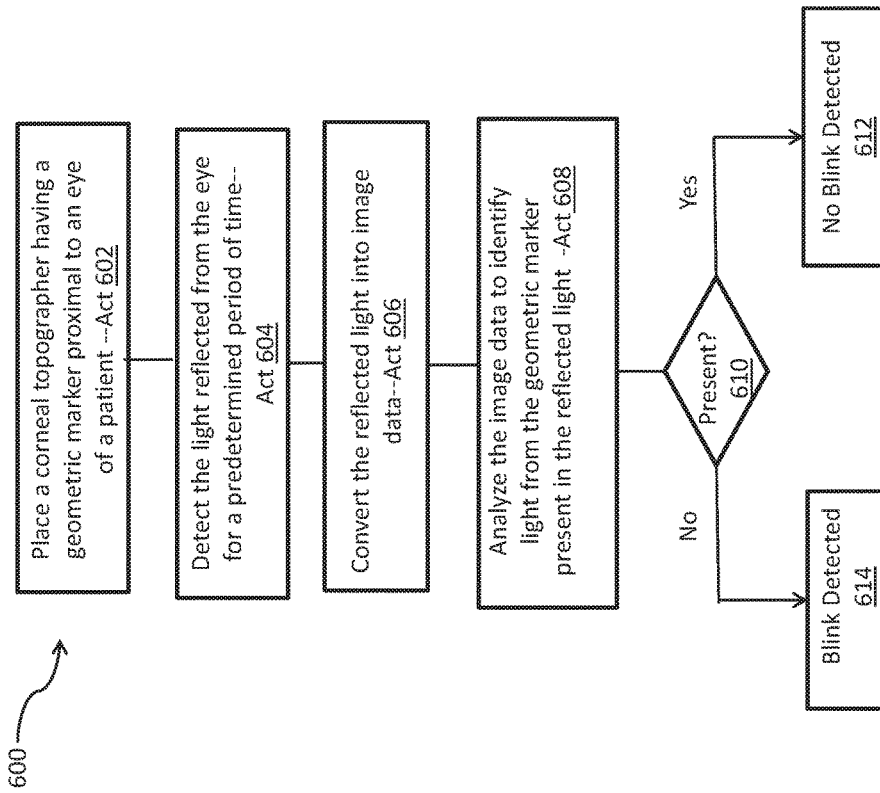 600
Place a corneal topographer having a
geometric marker proximal to an eye
of a patient --Act 602
Detect the light reflected from the eye
for a predetermined period of time--
Act 604
Convert the reflected light into image
data--Act 606
Analyze the image data to identify
light from the geometric marker
present in the reflected light -Act 608
Present?
610
No
Yes
Blink Detected
614
No Blink Detected
612